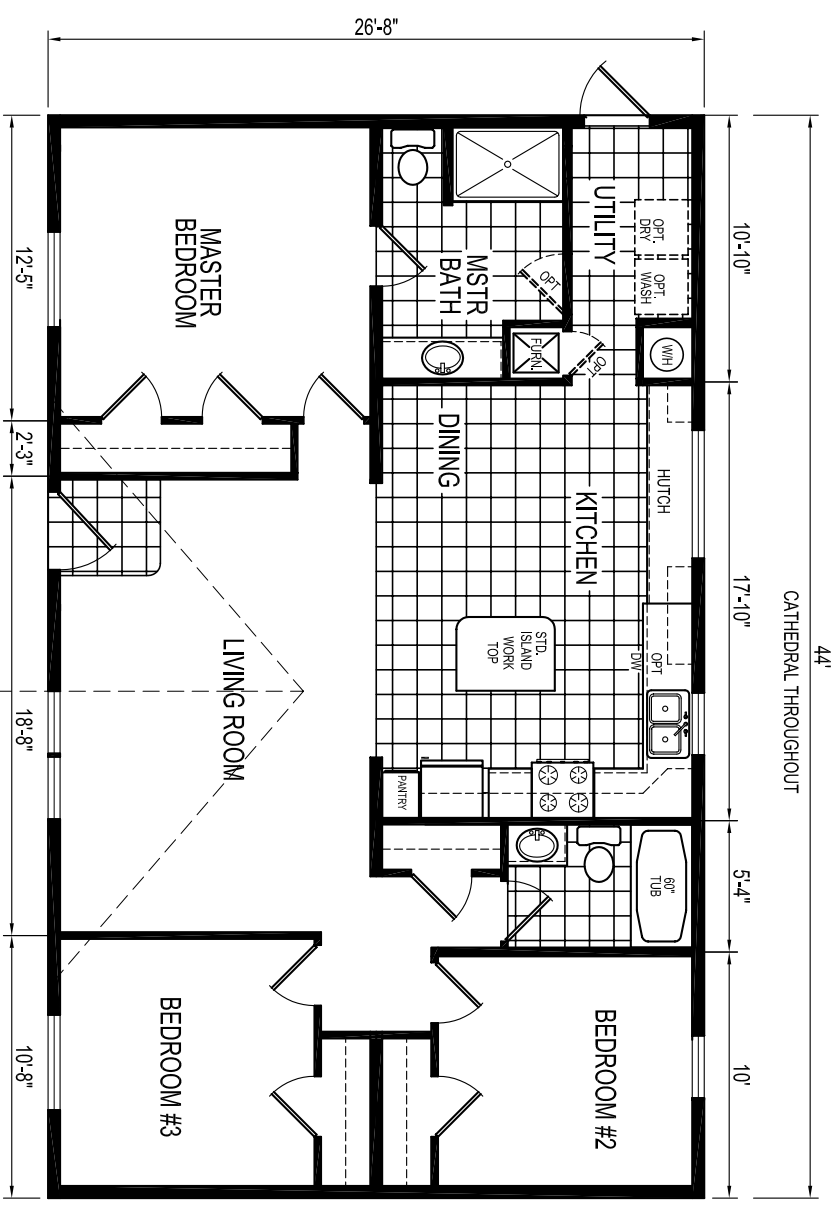 26'-8"
44'
CATHEDRAL THROUGHOUT
10'-10"
17'-10"
5'-4"
10'
UTILITY
OPT.
DRY
OPT.
WASH
W/H
FURN.
OPT
OPT
MSTR
BATH
MASTER
BEDROOM
DINING
KITCHEN
HUTCH
OPT
DW
STD.
ISLAND
WORK
TOP
PANTRY
60"
TUB
LIVING ROOM
BEDROOM #2
BEDROOM #3
12'-5"
2'-3"
18'-8"
10'-8"